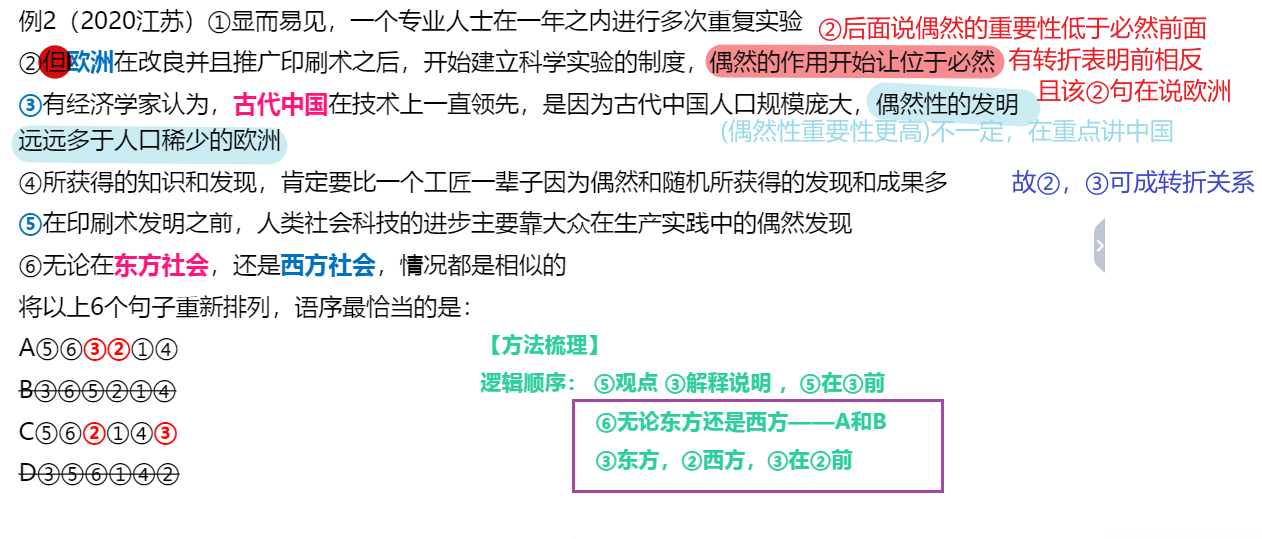 例2（2020江苏）①显而易见，一个专业人士在一年之内进行多次重复实验
②后面说偶然的重要性低于必然前面
②但欧洲在改良并且推广印刷术之后，开始建立科学实验的制度，偶然的作用开始让位于必然
有转折表明前相反
且该②句在说欧洲
③有经济学家认为，古代中国在技术上一直领先，是因为古代中国人口规模庞大，偶然性的发明
(偶然性重要性更高)不一定，在重点讲中国
远远多于人口稀少的欧洲
④所获得的知识和发现，肯定要比一个工匠一辈子因为偶然和随机所获得的发现和成果多
故②，③可成转折关系
⑤在印刷术发明之前，人类社会科技的进步主要靠大众在生产实践中的偶然发现
⑥无论在东方社会，还是西方社会，情况都是相似的
将以上6个句子重新排列，语序最恰当的是：
A⑤⑥③②①④
B③⑥⑤②①④
C⑤⑥②①④③
D③⑤⑥①④②
【方法梳理】
逻辑顺序： ⑤观点 ③解释说明 ，⑤在③前
⑥无论东方还是西方——A和B
③东方，②西方，③在②前